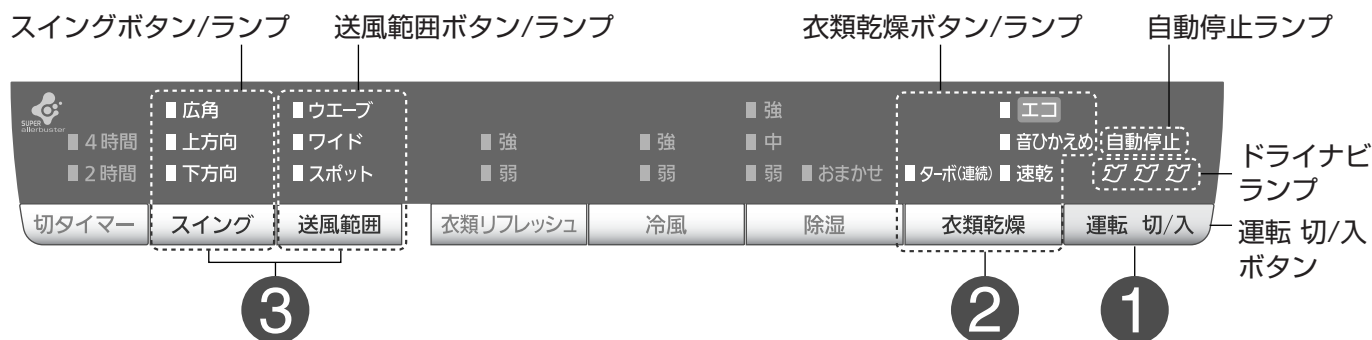 スイングボタン/ランプ
送風範囲ボタン/ランプ
衣類乾燥ボタン/ランプ
自動停止ランプ
SUPER
allerbuster
4時間
2時間
切タイマー
広角
上方向
下方向
スイング
ウエーブ
ワイド
スポット
送風範囲
強
弱
衣類リフレッシュ
強
弱
冷風
強
中
弱
おまかせ
除湿
エコ
音ひかえめ
ターボ(連続)
速乾
衣類乾燥
自動停止
運転 切/入
ドライナビ
ランプ
運転 切/入
ボタン
3
2
1